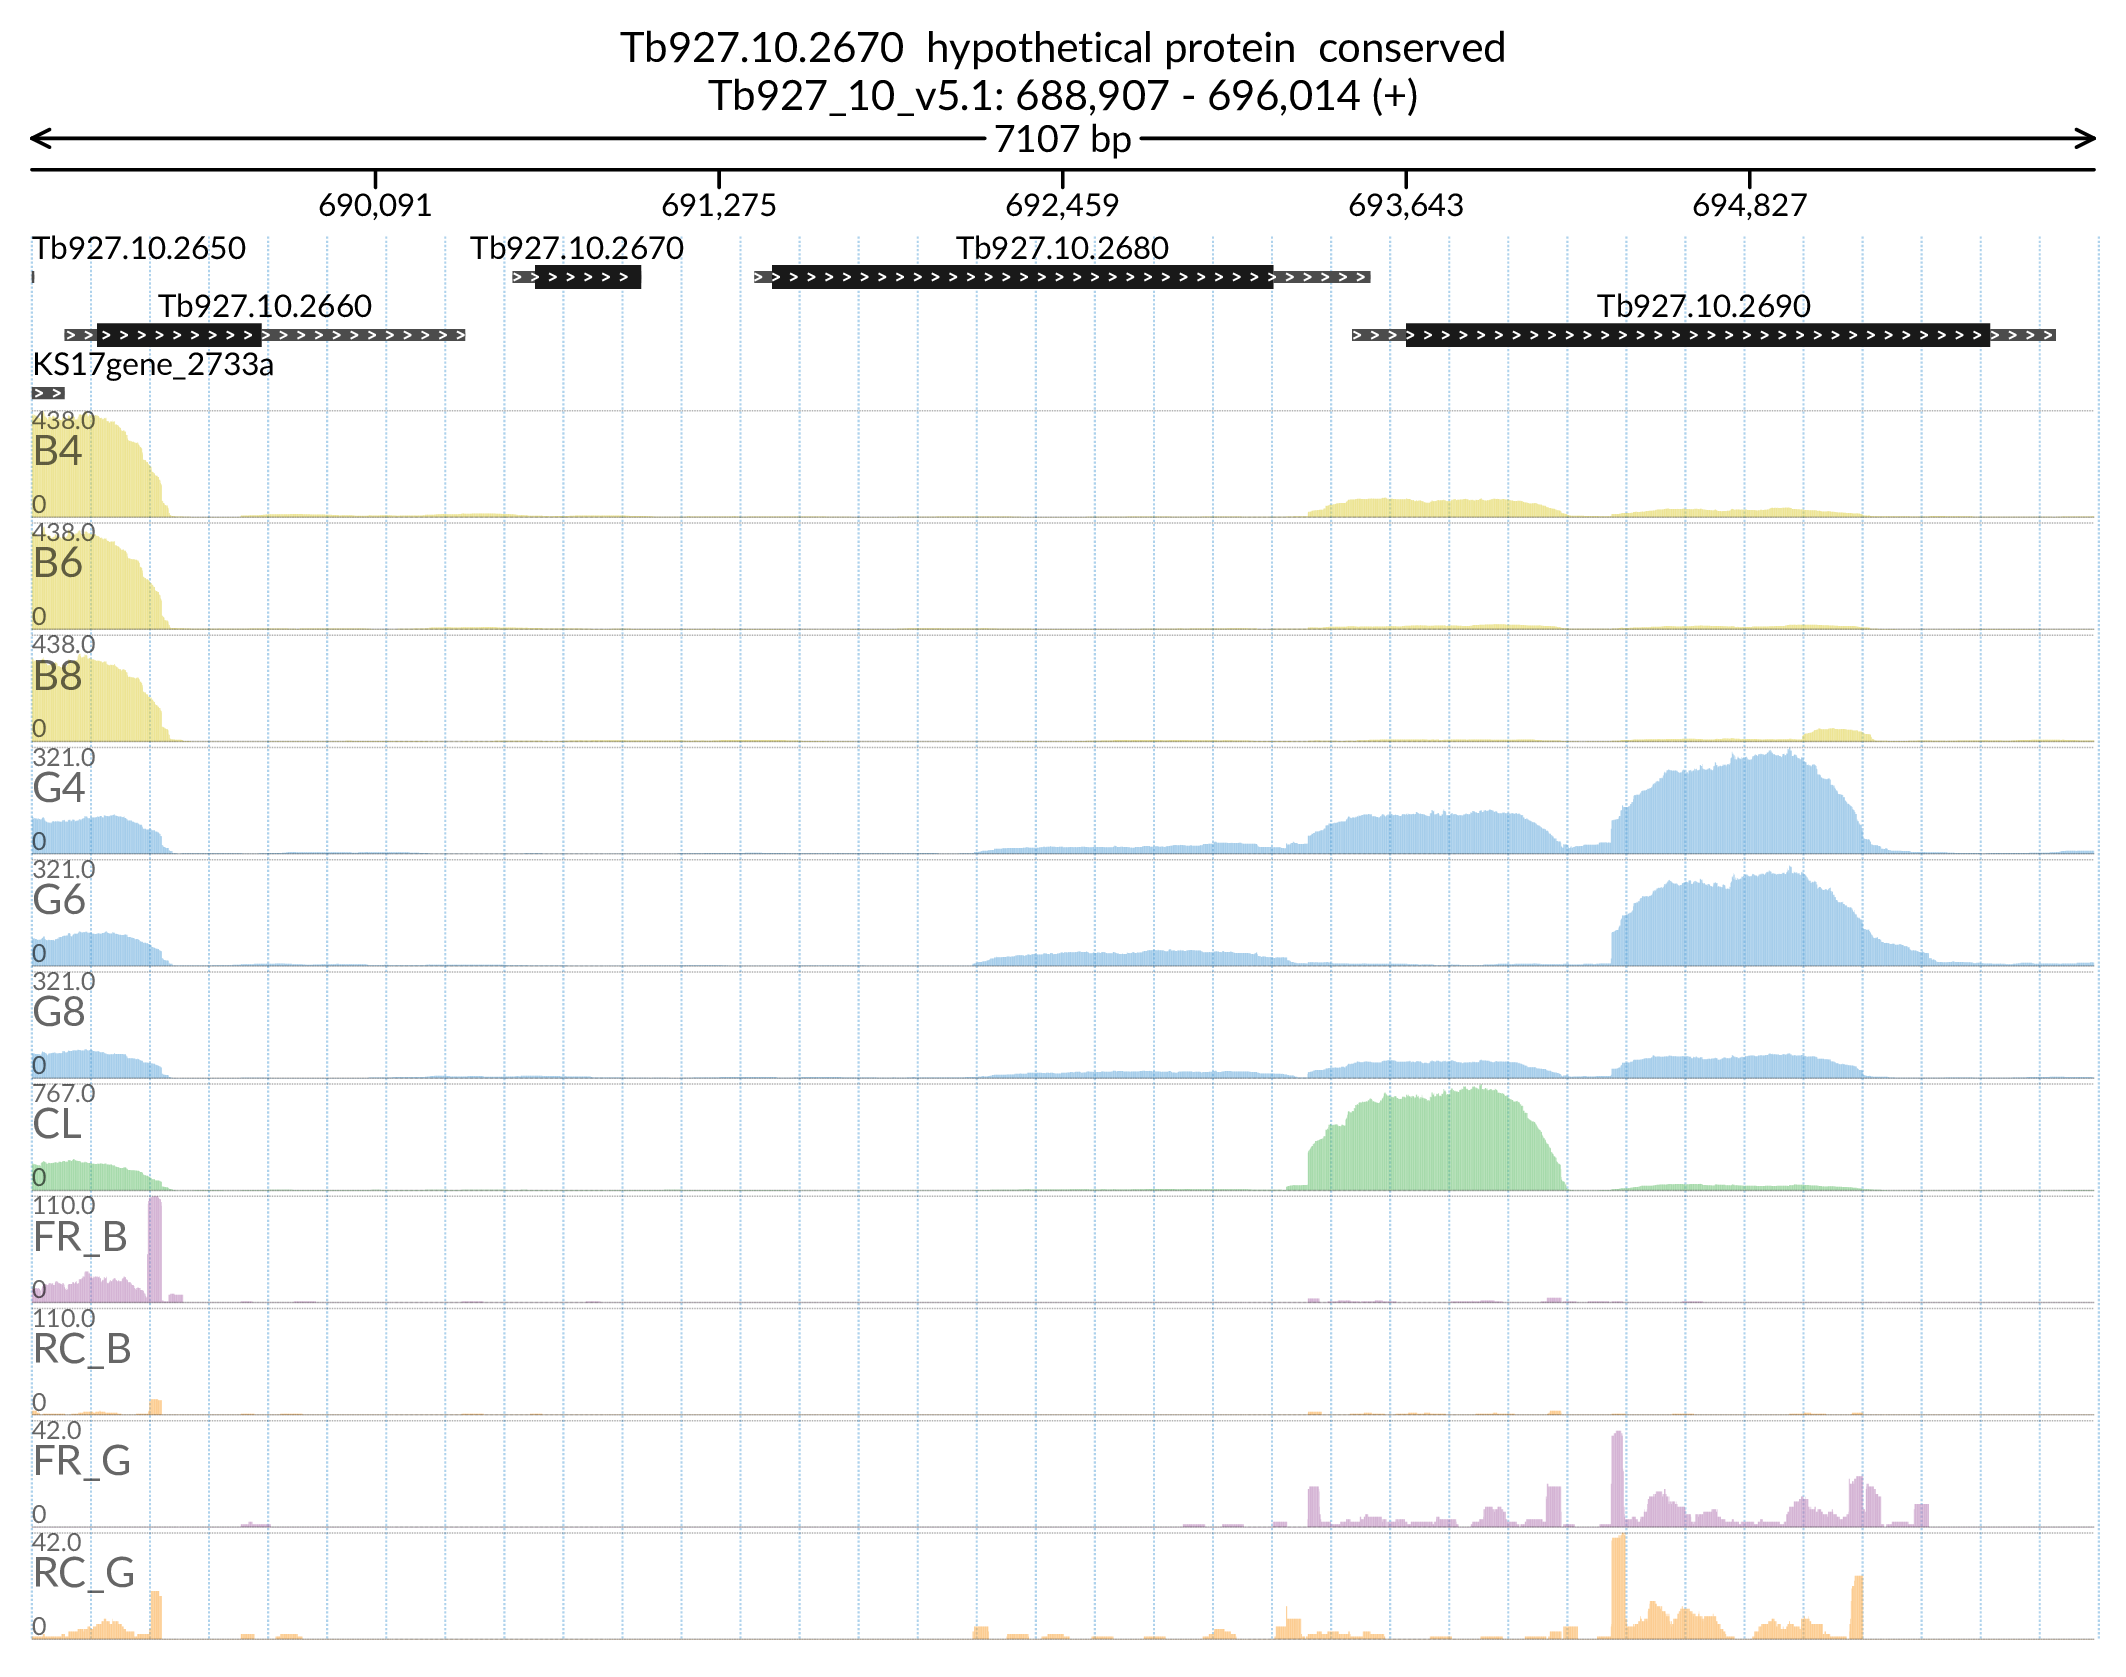 Tb927.10.2670  hypothetical protein  conserved
Tb927_10_v5.1: 688,907 - 696,014 (+)
7107 bp
690,091 691,275 692,459 693,643 694,827
Tb927.10.2650 Tb927.10.2670 Tb927.10.2680
Tb927.10.2660 Tb927.10.2690
KS17gene_2733a
438.0
B4
0
438.0
B6
0
438.0
B8
0
321.0
G4
0
321.0
G6
0
321.0
G8
0
767.0
CL
0
110.0
FR_B
0
110.0
RC_B
0
42.0
FR_G
0
42.0
RC_G
0